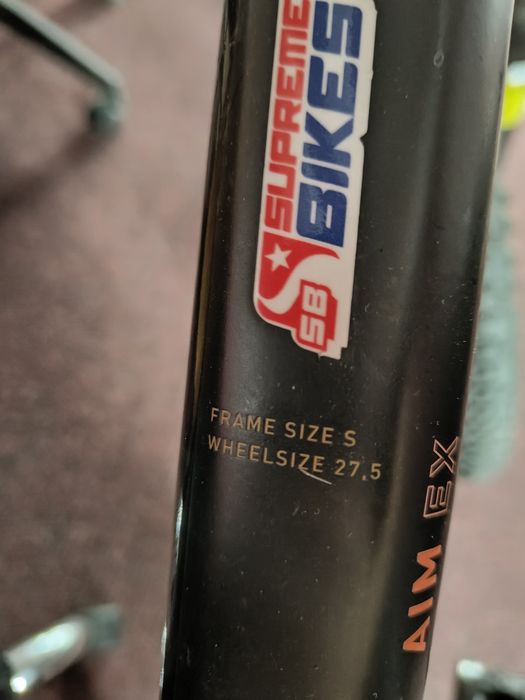 SUPREME
BIKES
SB
FRAME SIZE S
WHEELSIZE 27.5
AIM EX